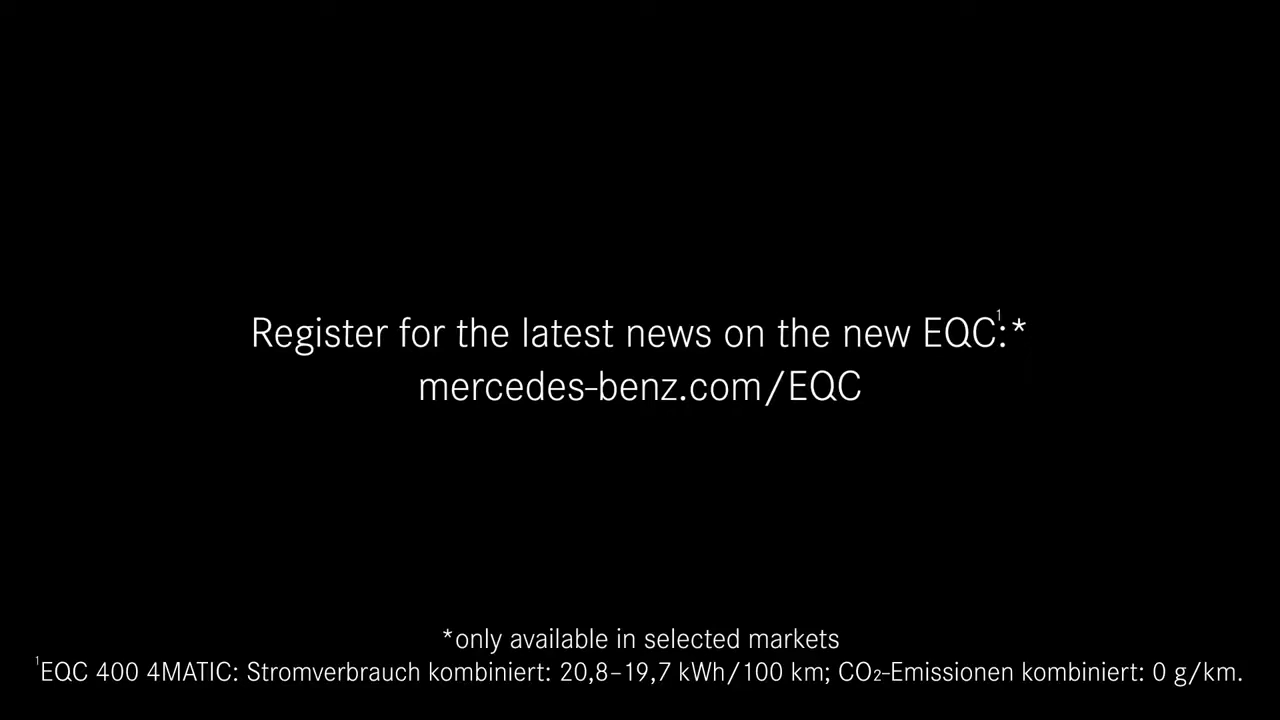 Register for the latest news on the new EQC¹:*
mercedes-benz.com/EQC
*only available in selected markets
¹EQC 400 4MATIC: Stromverbrauch kombiniert: 20,8–19,7 kWh/100 km; CO₂-Emissionen kombiniert: 0 g/km.